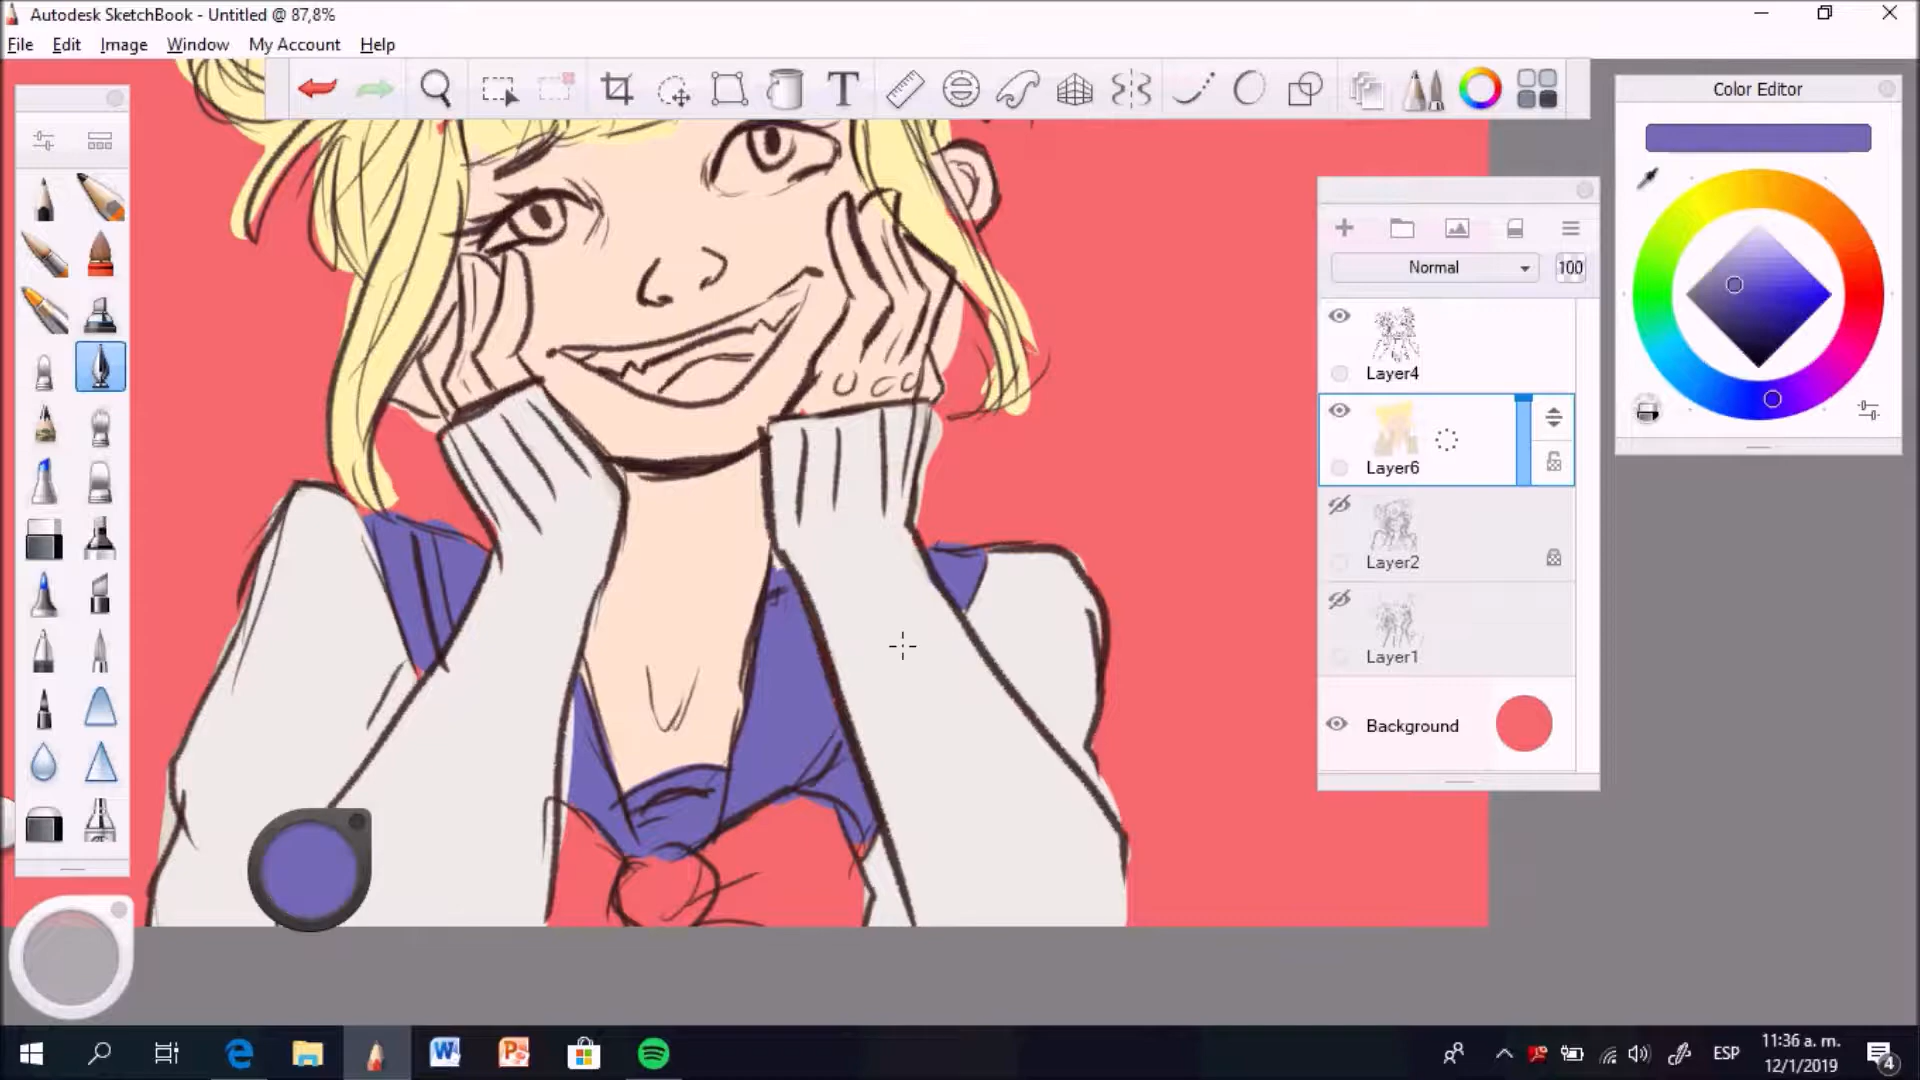 Autodesk SketchBook - Untitled @ 87,8%
File Edit Image Window My Account Help
T
Color Editor
Normal 100
Layer4
Layer6
Layer2
Layer1
Background
11:36 a. m.
ESP
12/1/2019
4